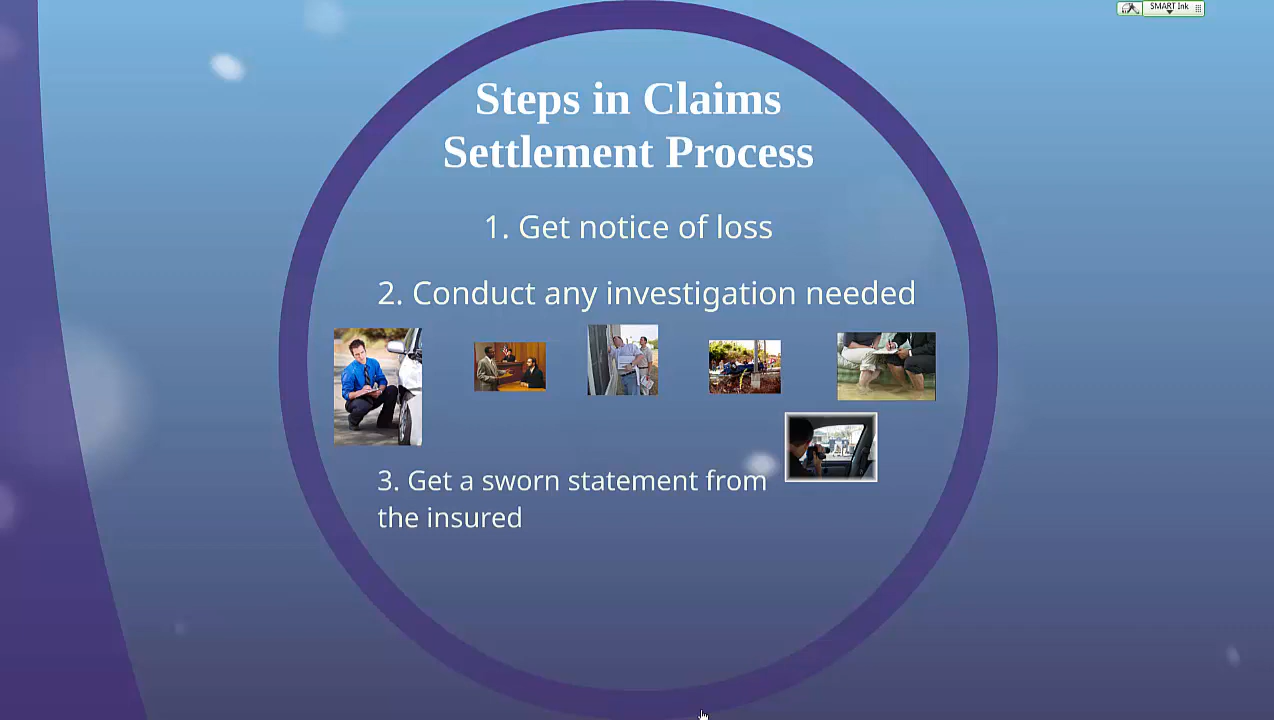 SMART Ink
Steps in Claims
Settlement Process
1. Get notice of loss
2. Conduct any investigation needed
3. Get a sworn statement from
the insured